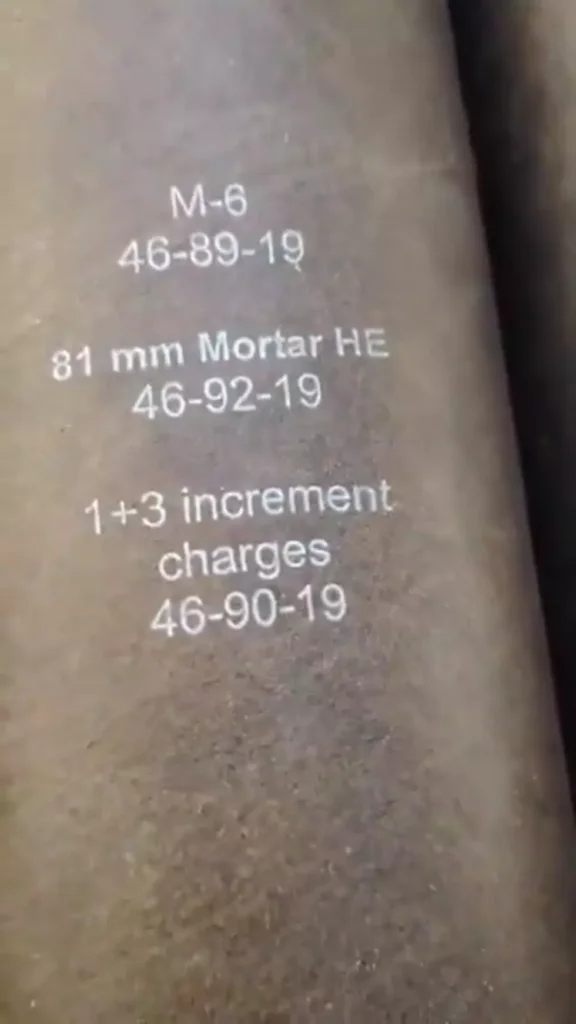 M-6
46-89-19
81 mm Mortar HE
46-92-19
1+3 increment
charges
46-90-19